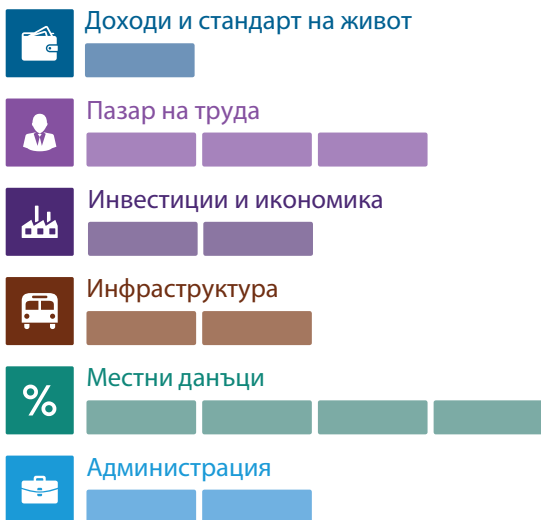 Доходи и стандарт на живот
Пазар на труда
Инвестиции и икономика
Инфраструктура
Местни данъци
%
Администрация